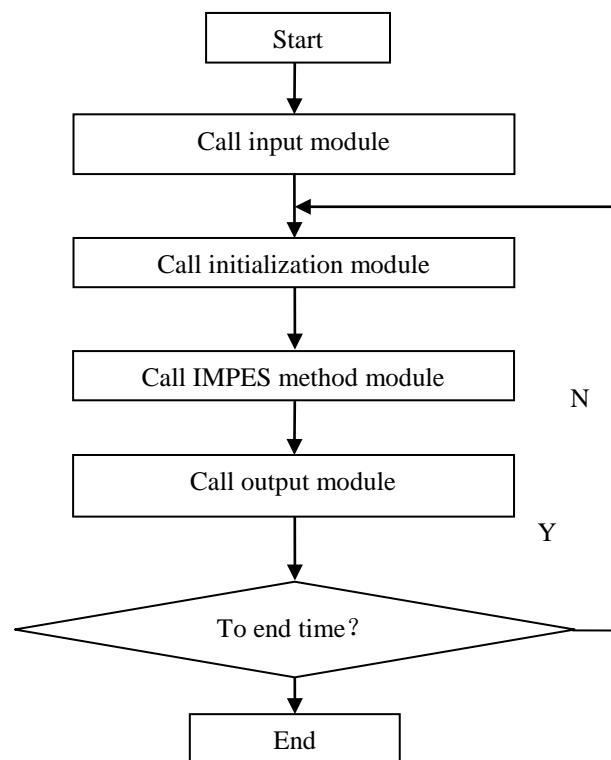 Start
Call input module
Call initialization module
Call IMPES method module
N
Call output module
Y
To end time？
End